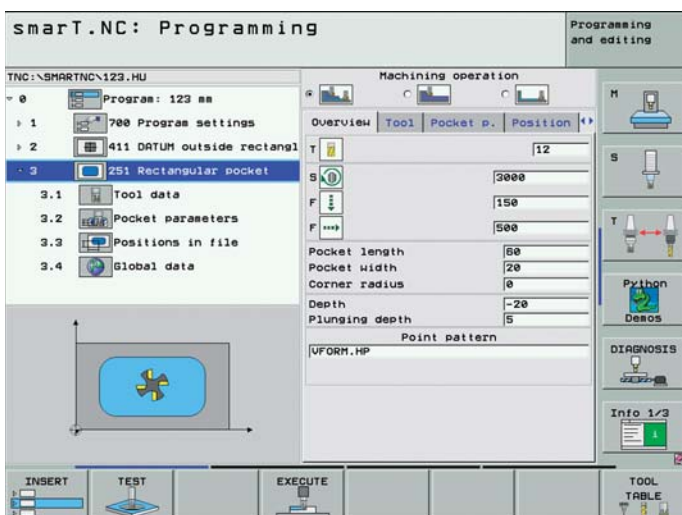 smarT.NC: Programming
Programming
and editing
TNC:\SMARTNC\123.HU
0 Program: 123 mm
1 700 Program settings
2 411 DATUM outside rectangl
3 251 Rectangular pocket
3.1 Tool data
3.2 Pocket parameters
3.3 Positions in file
3.4 Global data
Machining operation
Overview Tool Pocket p. Position
T 12
S 3000
F 150
F 500
Pocket length 60
Pocket width 20
Corner radius 0
Depth -20
Plunging depth 5
Point pattern
VFORM.HP
M
S
T
Python
Demos
DIAGNOSIS
Info 1/3
INSERT
TEST
EXECUTE
TOOL
TABLE